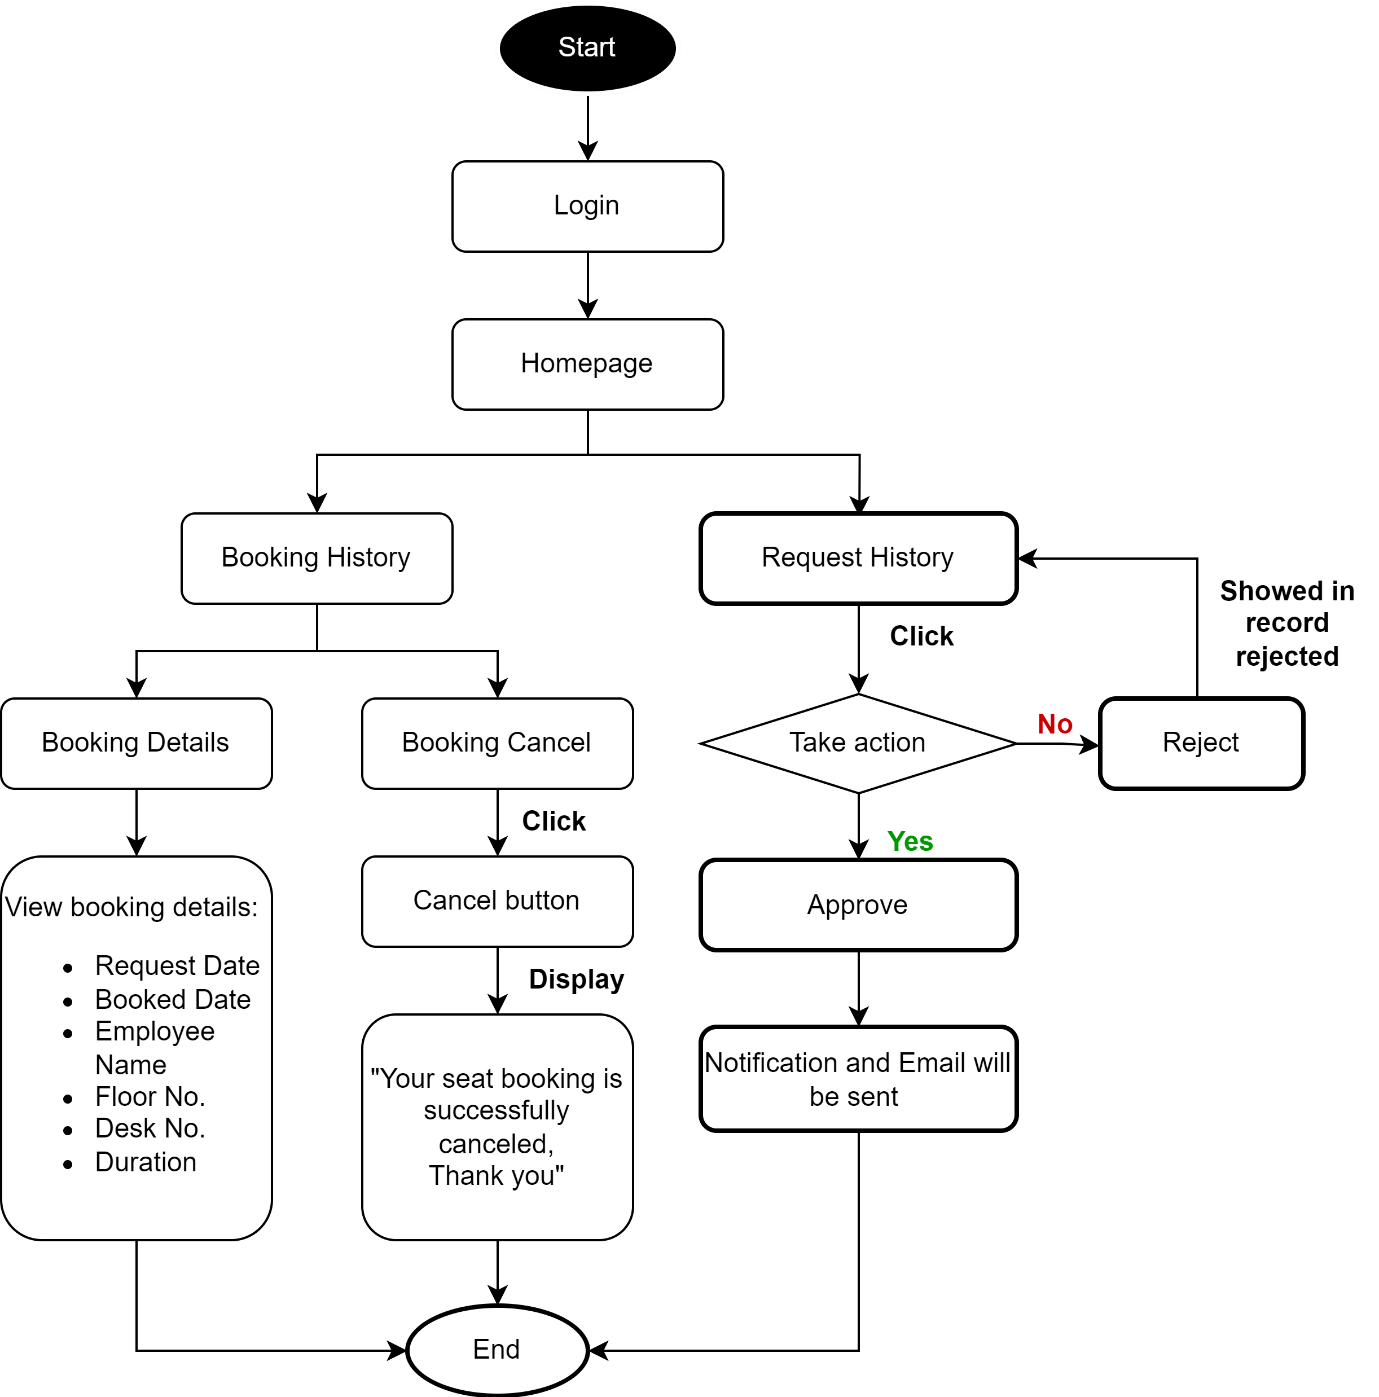 Start
Login
Homepage
Booking History
Request History
Showed in
record
rejected
Click
Booking Details
Booking Cancel
Take action
No
Reject
Click
Yes
View booking details:
• Request Date
• Booked Date
• Employee
Name
• Floor No.
• Desk No.
• Duration
Cancel button
Approve
Display
"Your seat booking is
successfully
canceled,
Thank you"
Notification and Email will
be sent
End